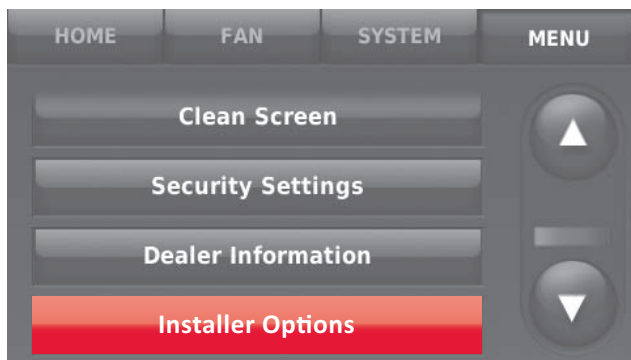 HOME FAN SYSTEM MENU
Clean Screen
Security Settings
Dealer Information
Installer Options